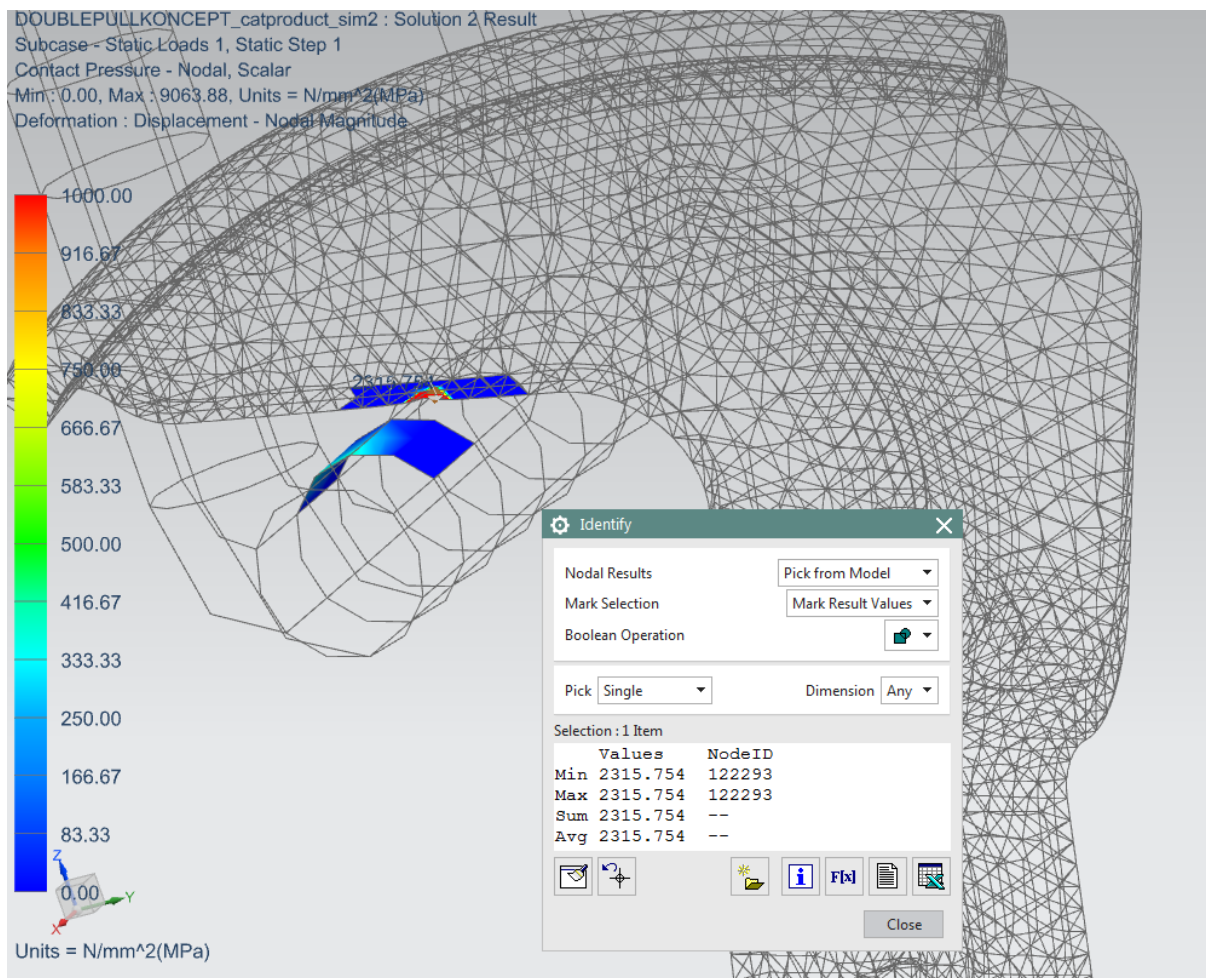 DOUBLEPULLKONCEPT_catproduct_sim2 : Solution 2 Result
Subcase - Static Loads 1, Static Step 1
Contact Pressure - Nodal, Scalar
Min : 0.00, Max : 9063.88, Units = N/mm^2(MPa)
Deformation : Displacement - Nodal Magnitude
1000.00
916.67
833.33
750.00
666.67
583.33
500.00
416.67
333.33
250.00
166.67
83.33
0.00
Z
Y
X
Units = N/mm^2(MPa)
Identify
Nodal Results Pick from Model
Mark Selection Mark Result Values
Boolean Operation
Pick Single Dimension Any
Selection : 1 Item
Values NodeID
Min 2315.754 122293
Max 2315.754 122293
Sum 2315.754 --
Avg 2315.754 --
i F[x]
Close